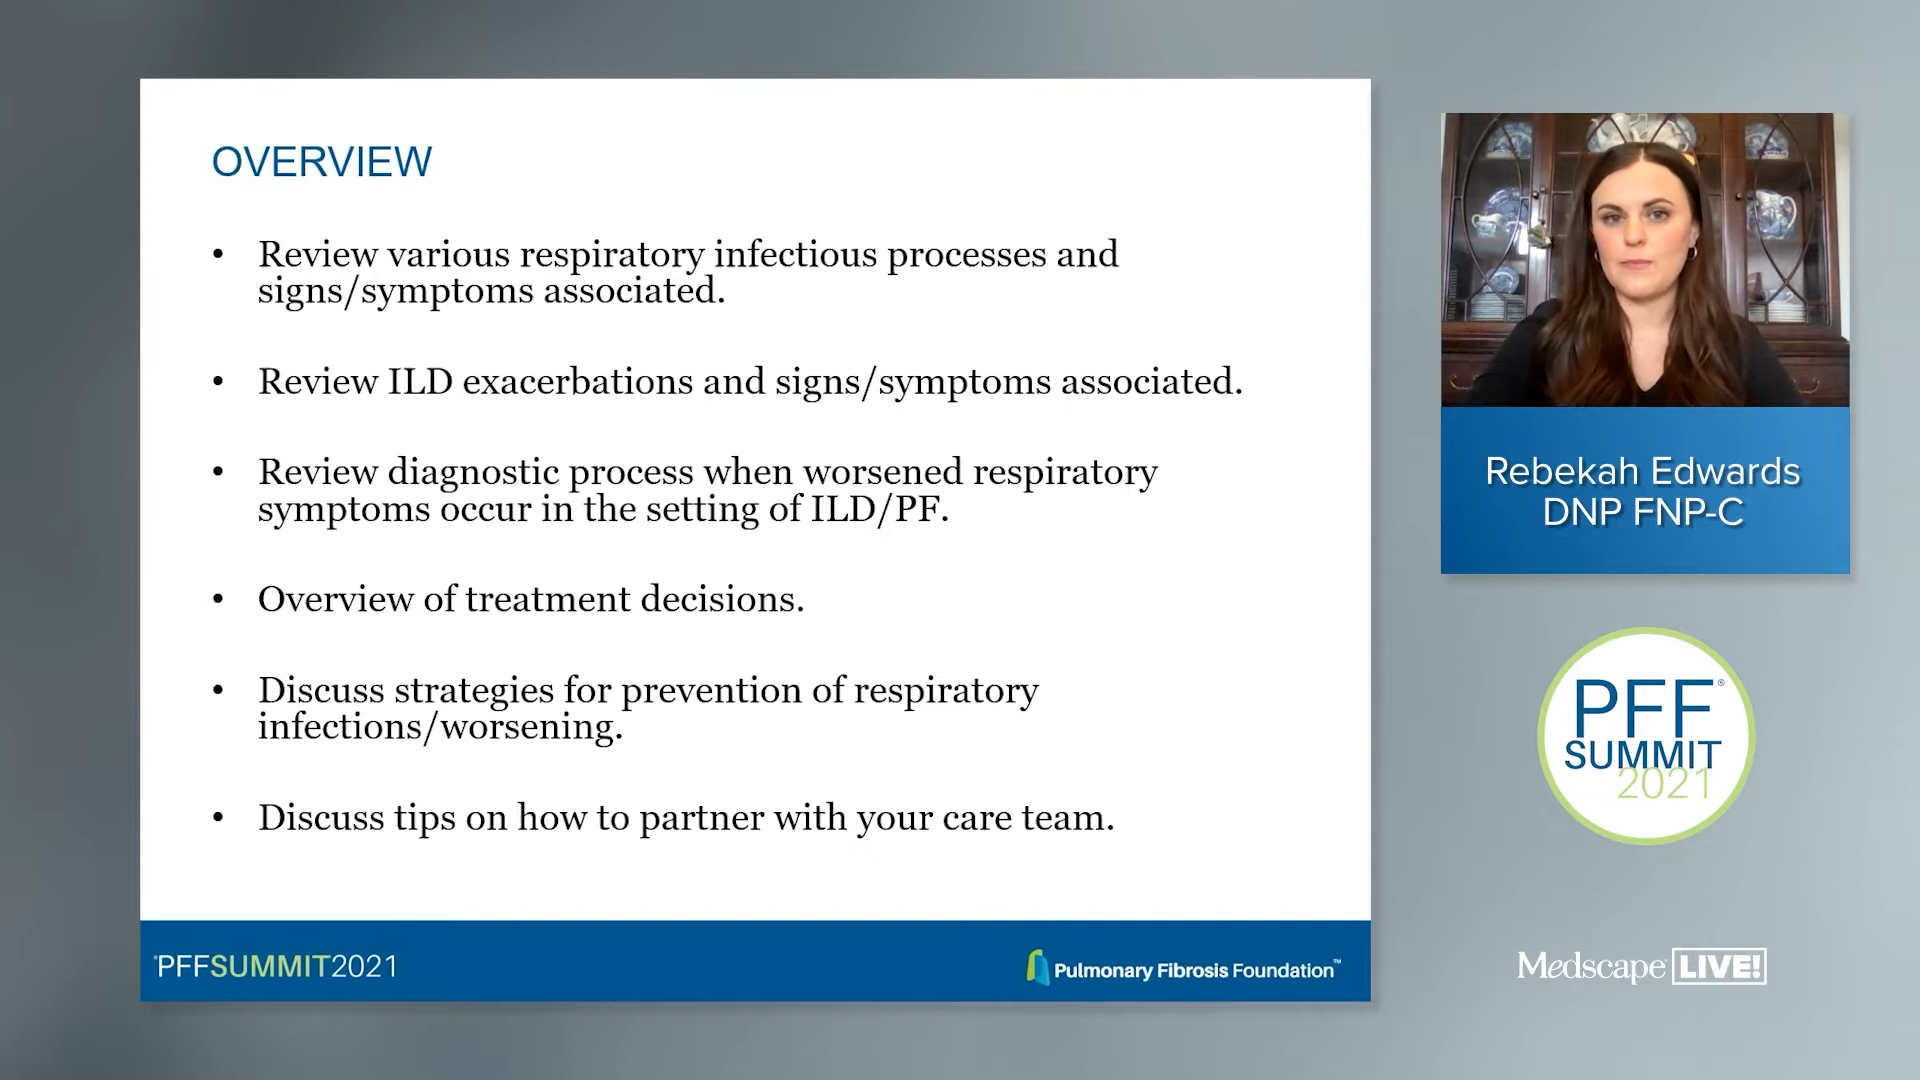 OVERVIEW
• Review various respiratory infectious processes and
signs/symptoms associated.
• Review ILD exacerbations and signs/symptoms associated.
• Review diagnostic process when worsened respiratory
symptoms occur in the setting of ILD/PF.
• Overview of treatment decisions.
• Discuss strategies for prevention of respiratory
infections/worsening.
• Discuss tips on how to partner with your care team.
PFFSUMMIT2021
Pulmonary Fibrosis Foundation™
Rebekah Edwards
DNP FNP-C
PFF®
SUMMIT
2021
Medscape LIVE!